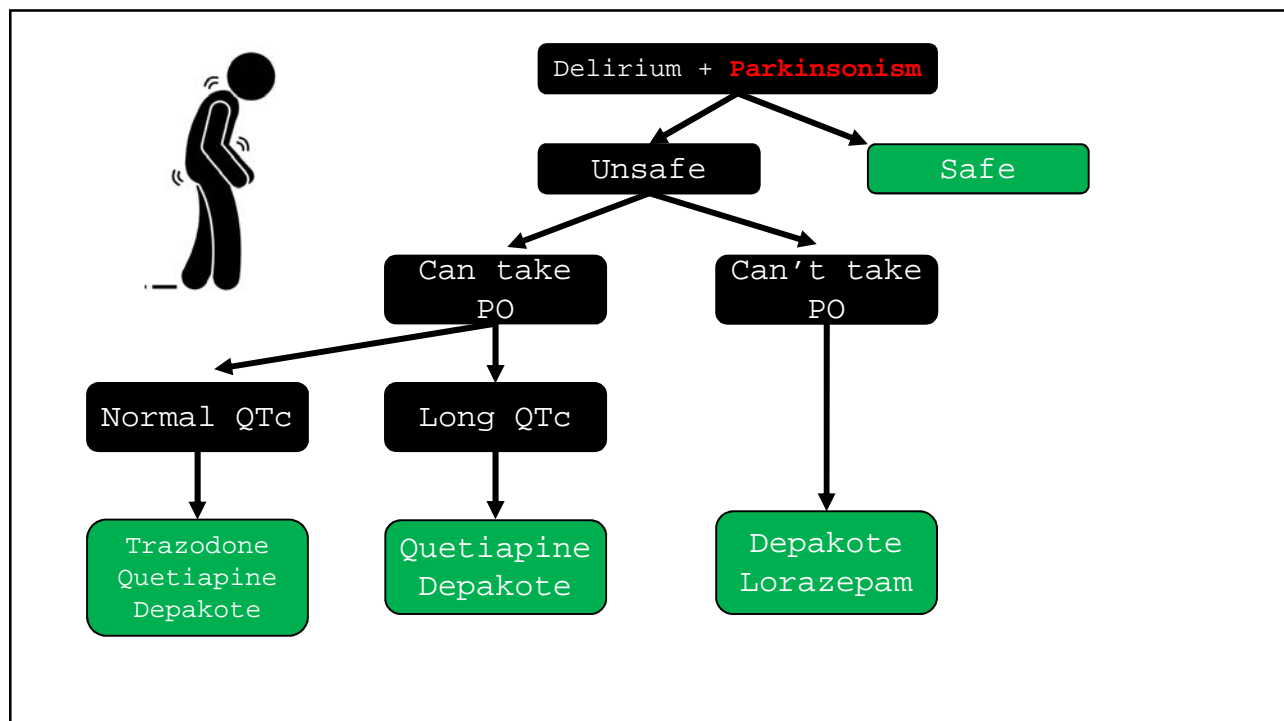 Delirium + Parkinsonism
Unsafe
Safe
Can take
PO
Can’t take
PO
Normal QTc
Long QTc
Trazodone
Quetiapine
Depakote
Quetiapine
Depakote
Depakote
Lorazepam